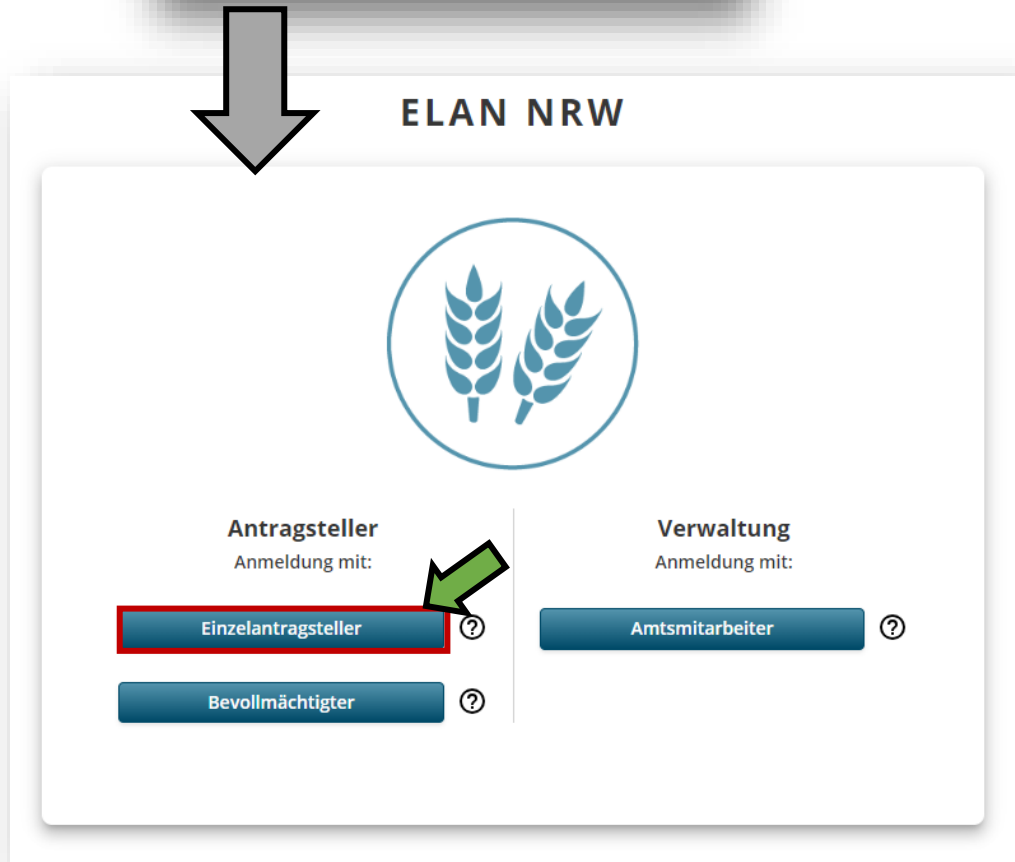 ELAN NRW
Antragsteller
Anmeldung mit:
Einzelantragsteller
?
Bevollmächtigter
?
Verwaltung
Anmeldung mit:
Amtsmitarbeiter
?